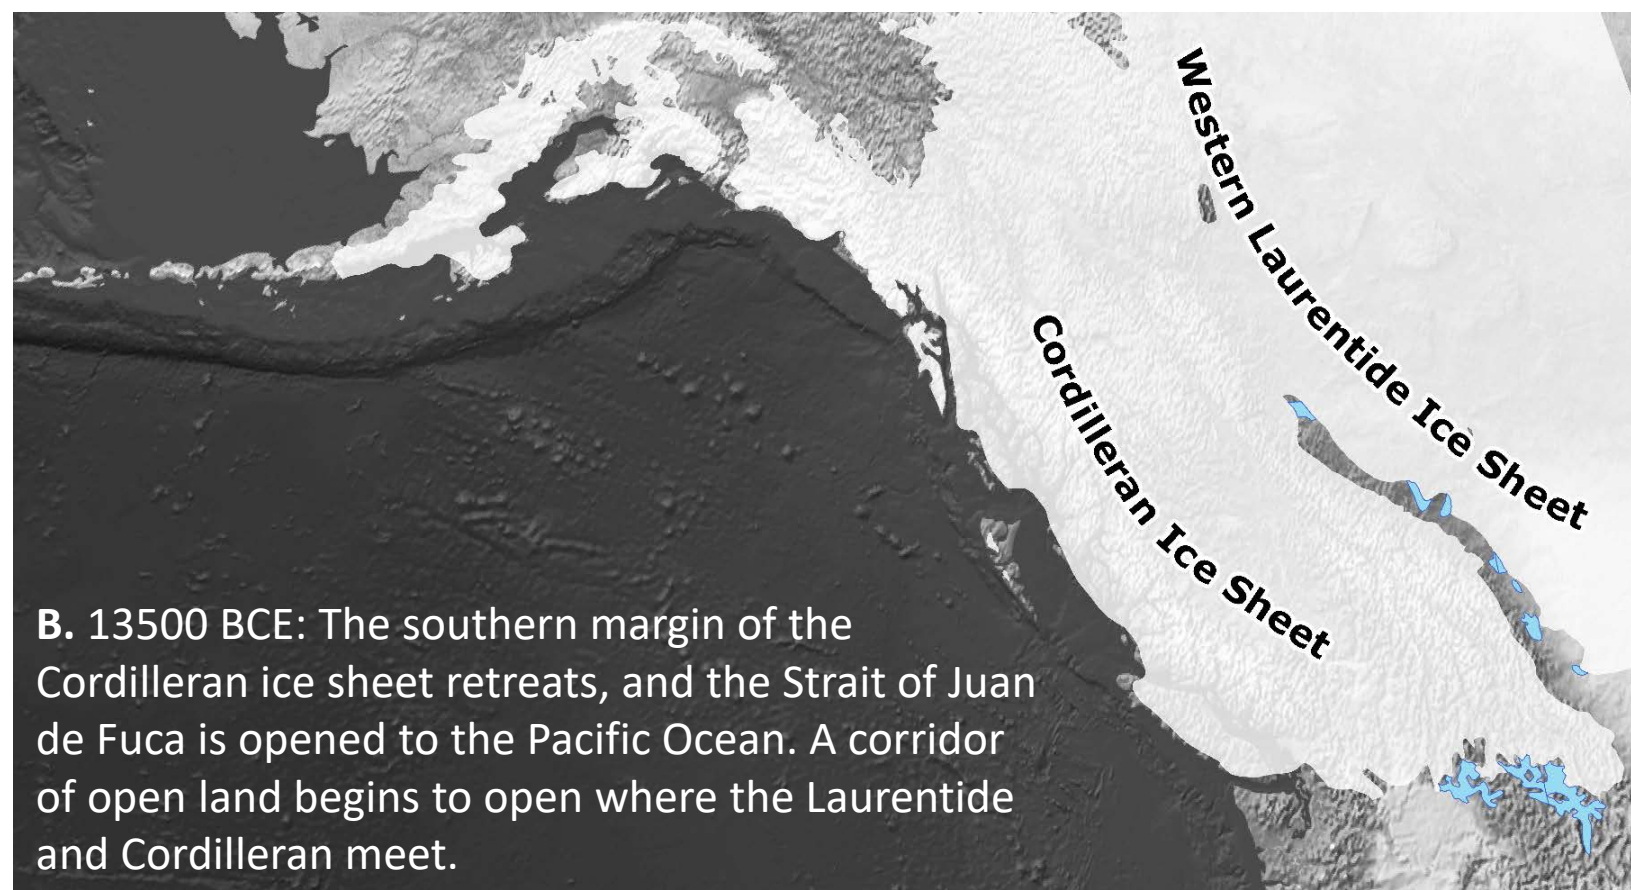 Western Laurentide Ice Sheet
Cordilleran Ice Sheet
B. 13500 BCE: The southern margin of the
Cordilleran ice sheet retreats, and the Strait of Juan
de Fuca is opened to the Pacific Ocean. A corridor
of open land begins to open where the Laurentide
and Cordilleran meet.